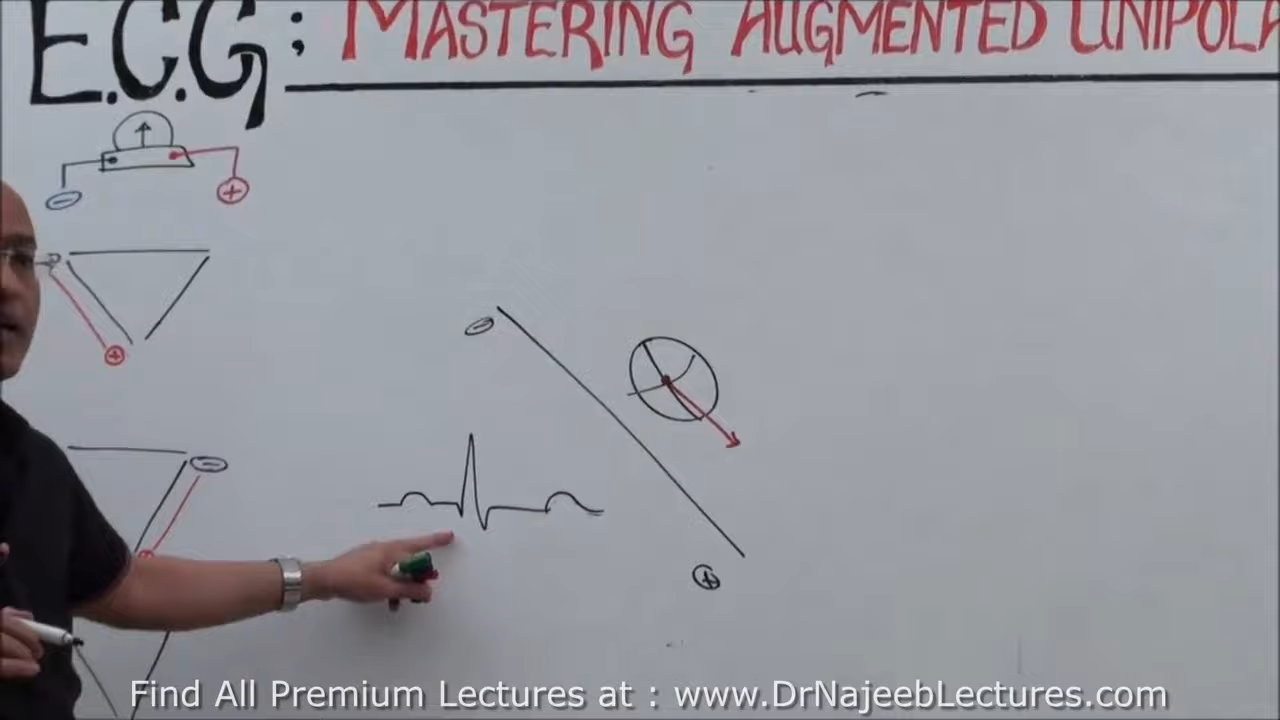 E.C.G; MASTERING AUGMENTED UNIPOLA
Find All Premium Lectures at : www.DrNajeebLectures.com